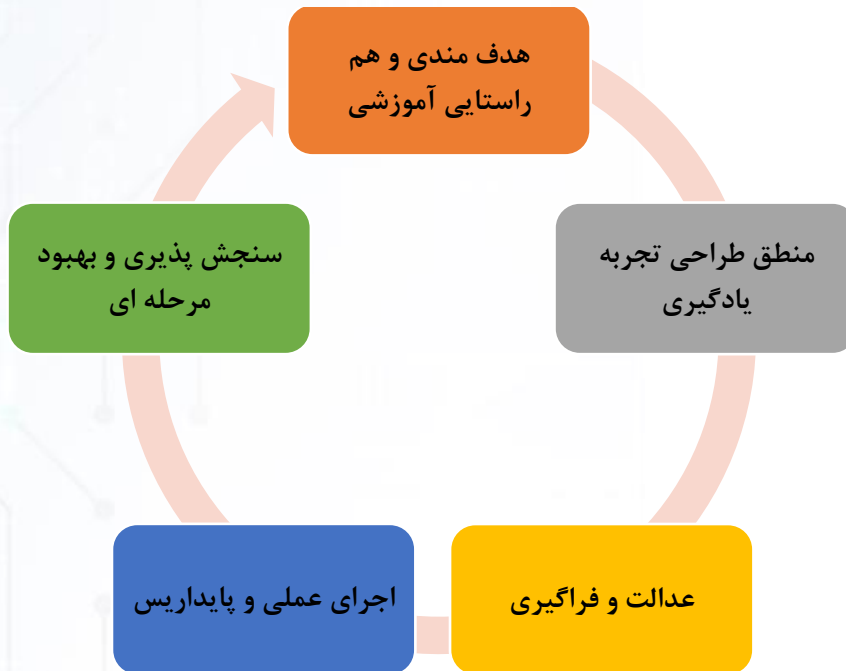 هدف مندی و هم
راستایی آموزشی
منطق طراحی تجربه
یادگیری
عدالت و فراگیری
اجرای عملی و پایداریس
سنجش پذیری و بهبود
مرحله ای